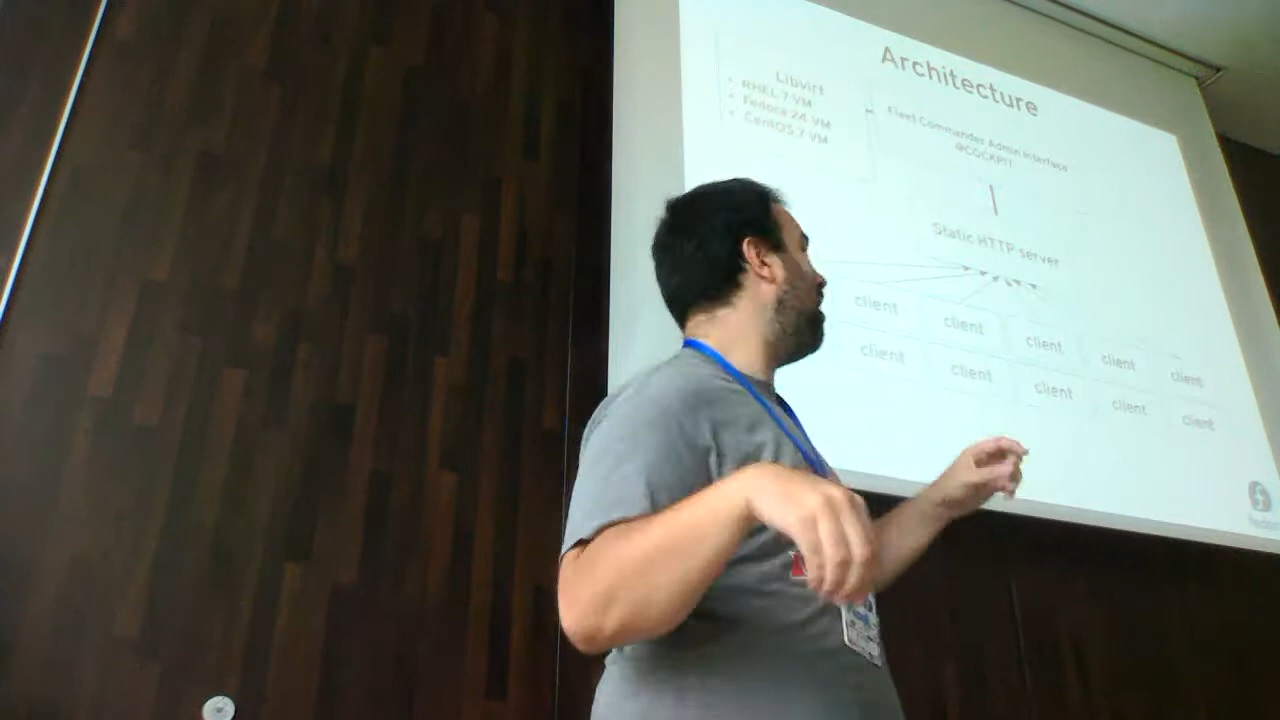 Architecture
Libvirt
• RHEL 7 VM
• Fedora 24 VM
• CentOS 7 VM
Fleet Commander Admin Interface
@COCKPIT
Static HTTP server
client client client client client
client client client client client